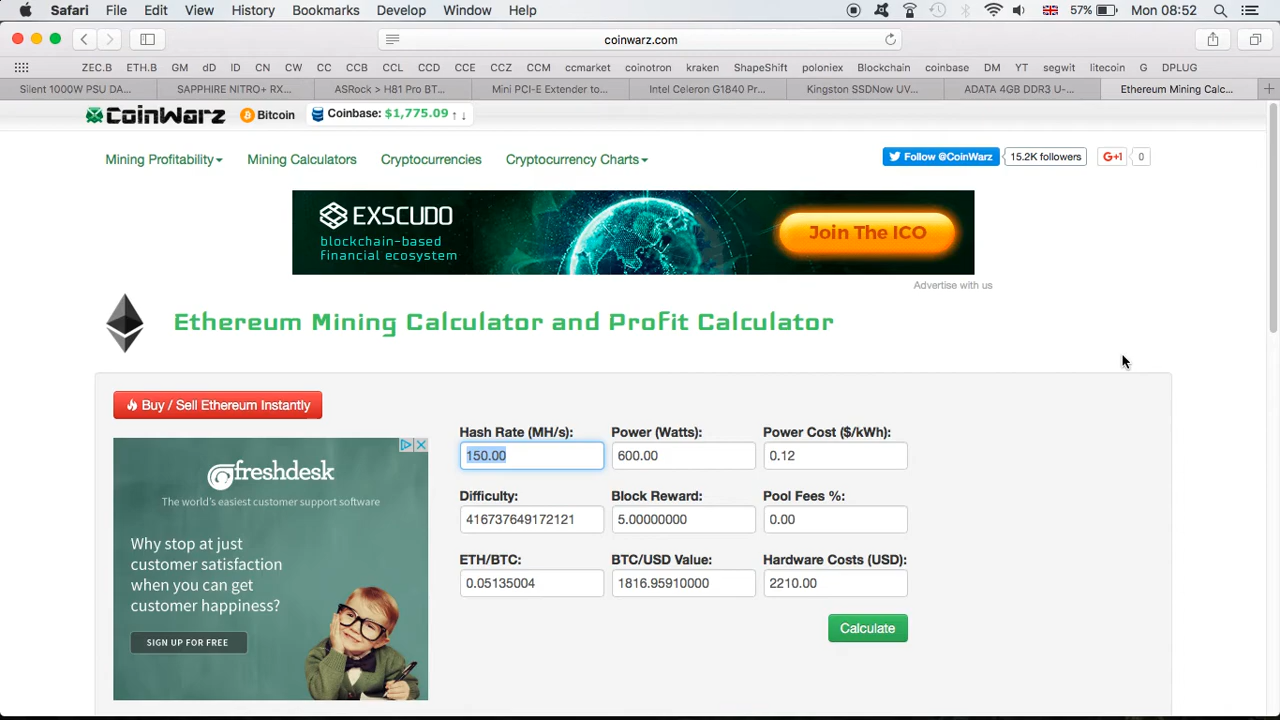 Safari File Edit View History Bookmarks Develop Window Help 57% Mon 08:52
coinwarz.com
ZEC.B ETH.B GM dD ID CN CW CC CCB CCL CCD CCE CCZ CCM ccmarket coinotron kraken ShapeShift poloniex Blockchain coinbase DM YT segwit litecoin G DPLUG
Silent 1000W PSU DA... SAPPHIRE NITRO+ RX... ASRock > H81 Pro BT... Mini PCI-E Extender to... Intel Celeron G1840 Pr... Kingston SSDNow UV... ADATA 4GB DDR3 U-... Ethereum Mining Calc...
CoinWarz Bitcoin Coinbase: $1,775.09 ↑ ↓
Mining Profitability Mining Calculators Cryptocurrencies Cryptocurrency Charts Follow @CoinWarz 15.2K followers G+1 0
EXSCUDO
blockchain-based
financial ecosystem
Join The ICO
Advertise with us
Ethereum Mining Calculator and Profit Calculator
Buy / Sell Ethereum Instantly
freshdesk
The world's easiest customer support software
Why stop at just
customer satisfaction
when you can get
customer happiness?
SIGN UP FOR FREE
Hash Rate (MH/s): Power (Watts): Power Cost ($/kWh):
150.00 600.00 0.12
Difficulty: Block Reward: Pool Fees %:
416737649172121 5.00000000 0.00
ETH/BTC: BTC/USD Value: Hardware Costs (USD):
0.05135004 1816.95910000 2210.00
Calculate